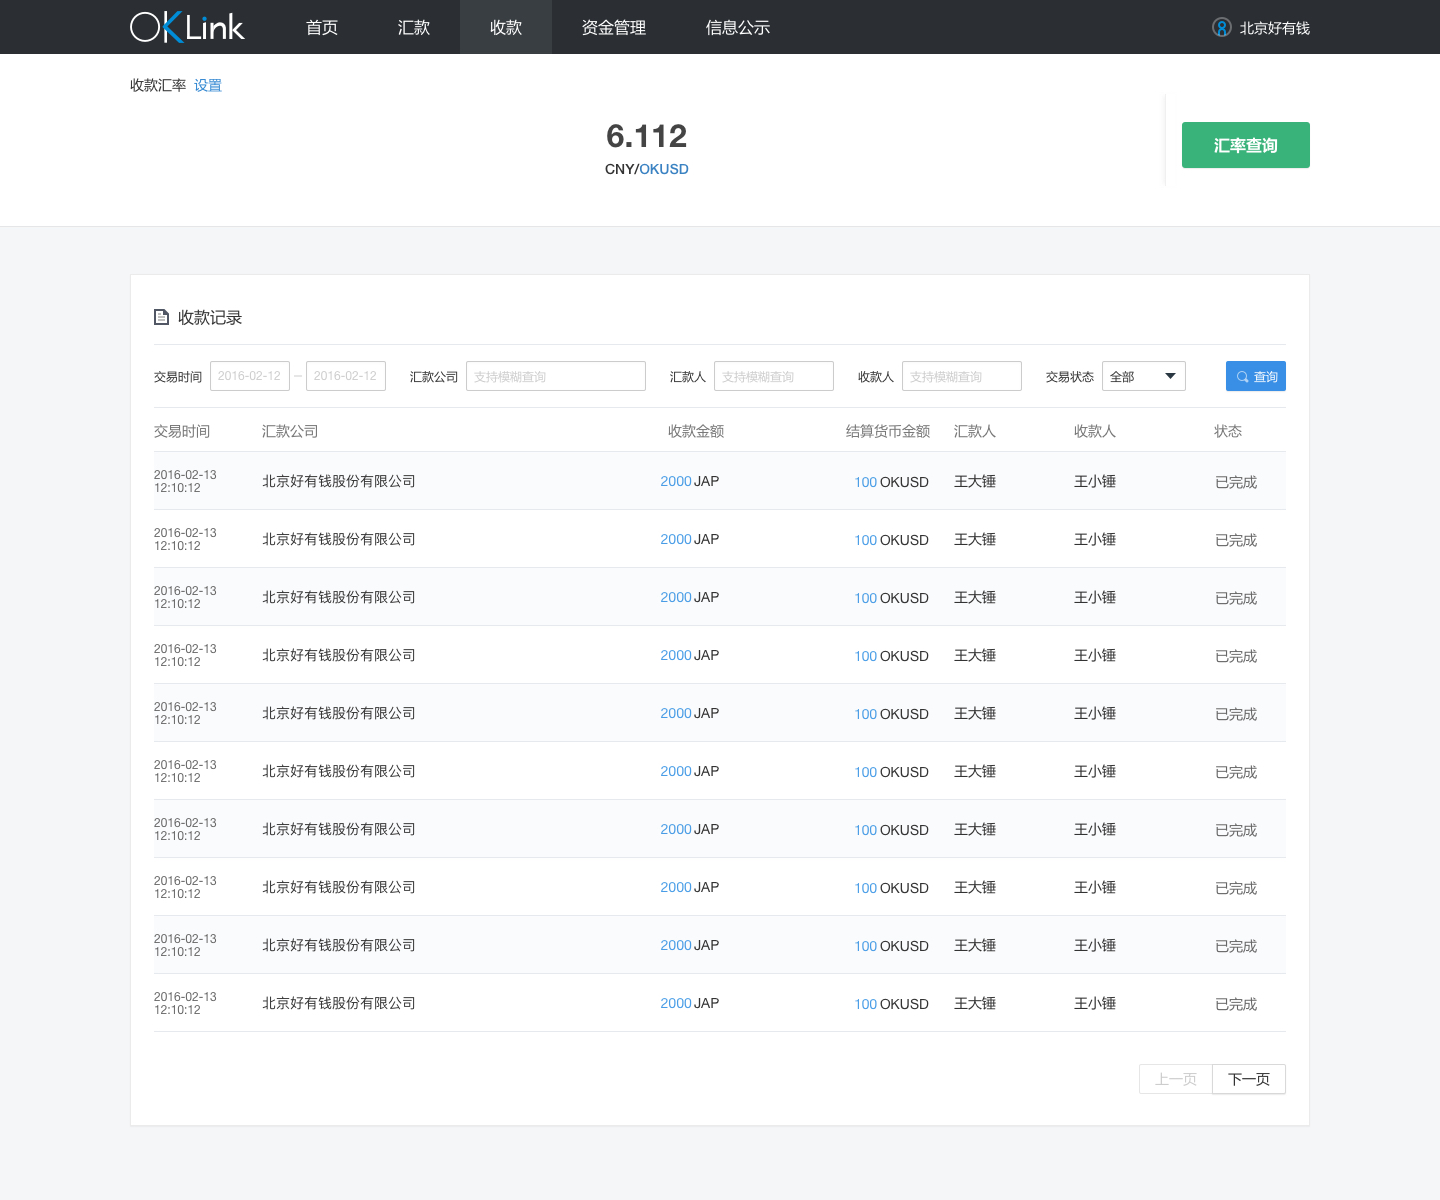 OKLink 首页 汇款 收款 资金管理 信息公示 北京好有钱
收款汇率 设置
6.112
CNY/OKUSD
汇率查询
收款记录
交易时间 2016-02-12 – 2016-02-12 汇款公司 支持模糊查询 汇款人 支持模糊查询 收款人 支持模糊查询 交易状态 全部 查询
交易时间 汇款公司 收款金额 结算货币金额 汇款人 收款人 状态
2016-02-13
12:10:12 北京好有钱股份有限公司 2000 JAP 100 OKUSD 王大锤 王小锤 已完成
2016-02-13
12:10:12 北京好有钱股份有限公司 2000 JAP 100 OKUSD 王大锤 王小锤 已完成
2016-02-13
12:10:12 北京好有钱股份有限公司 2000 JAP 100 OKUSD 王大锤 王小锤 已完成
2016-02-13
12:10:12 北京好有钱股份有限公司 2000 JAP 100 OKUSD 王大锤 王小锤 已完成
2016-02-13
12:10:12 北京好有钱股份有限公司 2000 JAP 100 OKUSD 王大锤 王小锤 已完成
2016-02-13
12:10:12 北京好有钱股份有限公司 2000 JAP 100 OKUSD 王大锤 王小锤 已完成
2016-02-13
12:10:12 北京好有钱股份有限公司 2000 JAP 100 OKUSD 王大锤 王小锤 已完成
2016-02-13
12:10:12 北京好有钱股份有限公司 2000 JAP 100 OKUSD 王大锤 王小锤 已完成
2016-02-13
12:10:12 北京好有钱股份有限公司 2000 JAP 100 OKUSD 王大锤 王小锤 已完成
2016-02-13
12:10:12 北京好有钱股份有限公司 2000 JAP 100 OKUSD 王大锤 王小锤 已完成
上一页 下一页